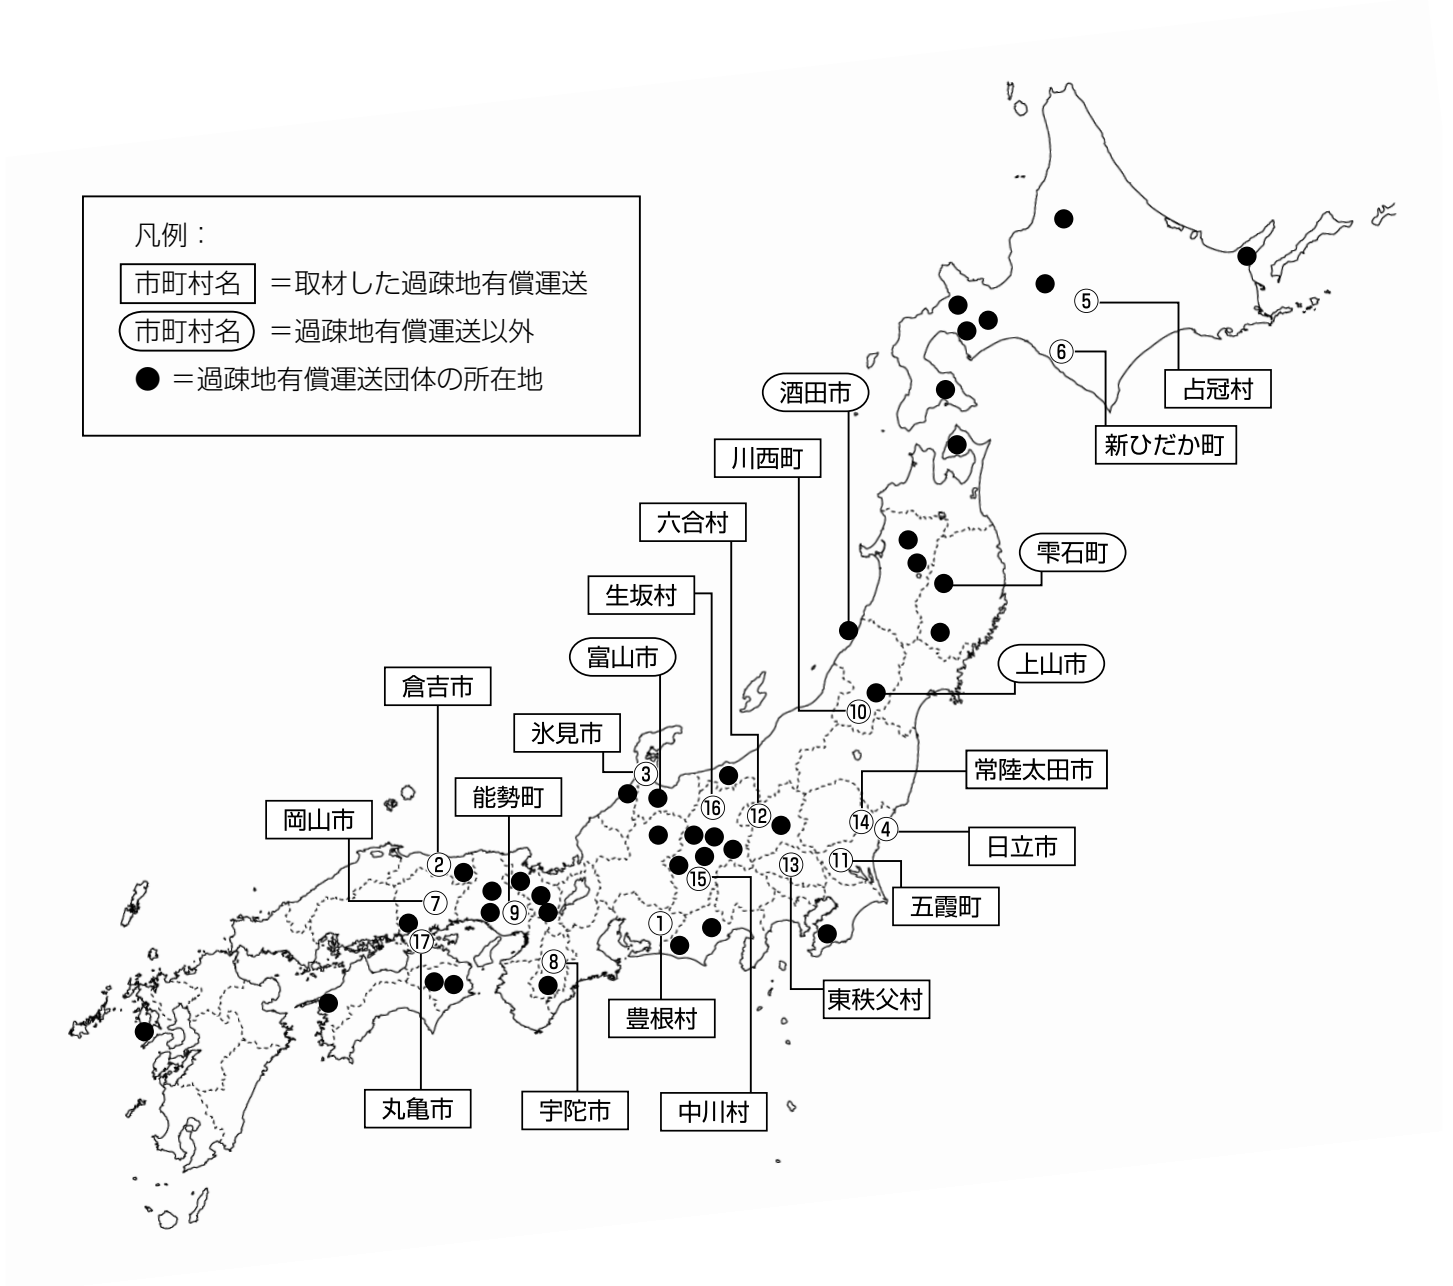 凡例：
市町村名 ＝取材した過疎地有償運送
市町村名 ＝過疎地有償運送以外
●＝過疎地有償運送団体の所在地
酒田市
占冠村
新ひだか町
川西町
六合村
雫石町
生坂村
富山市
上山市
倉吉市
氷見市
常陸太田市
能勢町
岡山市
日立市
五霞町
東秩父村
豊根村
丸亀市
宇陀市
中川村
⑤
⑥
⑩
③
⑯
⑫
⑭
④
②
⑬
⑪
⑮
⑦
⑨
①
⑰
⑧